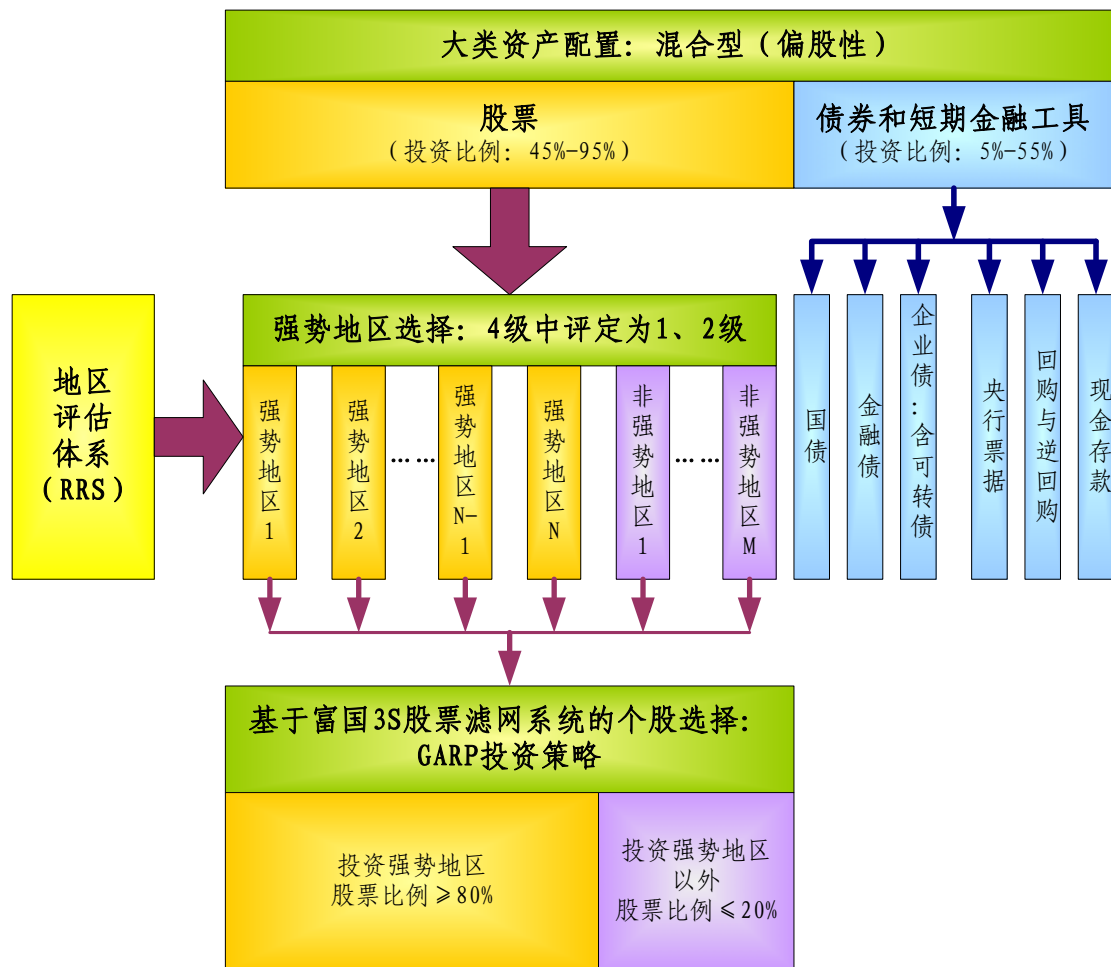 大类资产配置：混合型（偏股性）
股票
（投资比例：45%-95%）
债券和短期金融工具
（投资比例：5%-55%）
地区
评估
体系
（RRS）
强势地区选择：4级中评定为1、2级
强势地区1
强势地区2
……
强势地区N-1
强势地区N
非强势地区1
……
非强势地区M
国债
金融债
企业债：含可转债
央行票据
回购与逆回购
现金存款
基于富国3S股票滤网系统的个股选择：
GARP投资策略
投资强势地区
股票比例≥80%
投资强势地区
以外
股票比例≤20%